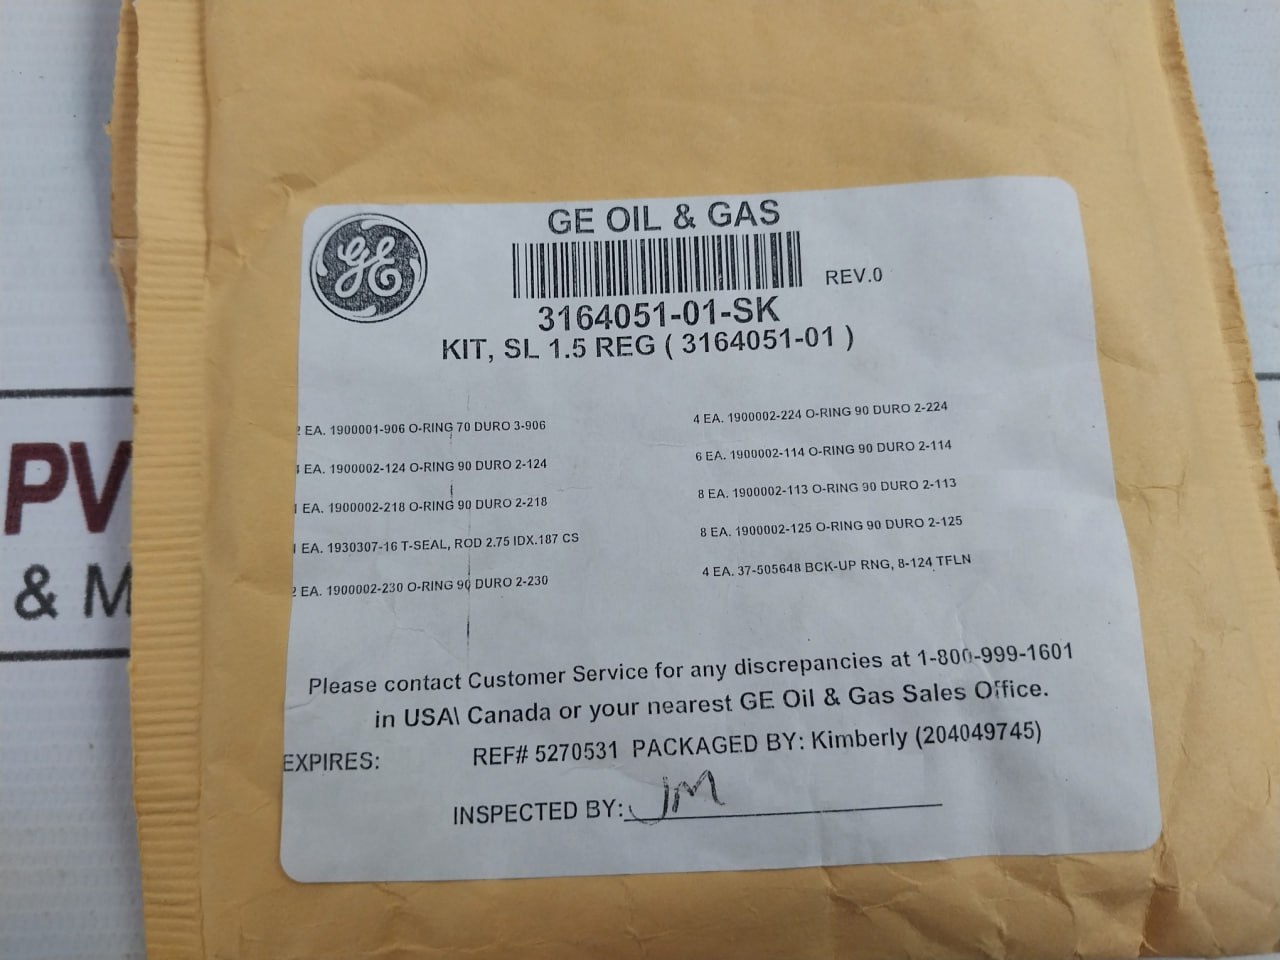 GE OIL & GAS
GE
REV.0
3164051-01-SK
KIT, SL 1.5 REG ( 3164051-01 )
EA. 1900001-906 O-RING 70 DURO 3-906
EA. 1900002-124 O-RING 90 DURO 2-124
EA. 1900002-218 O-RING 90 DURO 2-218
EA. 1930307-16 T-SEAL, ROD 2.75 IDX.187 CS
2 EA. 1900002-230 O-RING 90 DURO 2-230
4 EA. 1900002-224 O-RING 90 DURO 2-224
6 EA. 1900002-114 O-RING 90 DURO 2-114
8 EA. 1900002-113 O-RING 90 DURO 2-113
8 EA. 1900002-125 O-RING 90 DURO 2-125
4 EA. 37-505648 BCK-UP RNG, 8-124 TFLN
Please contact Customer Service for any discrepancies at 1-800-999-1601
in USA\ Canada or your nearest GE Oil & Gas Sales Office.
EXPIRES:
REF# 5270531 PACKAGED BY: Kimberly (204049745)
INSPECTED BY: JM
PV
& M